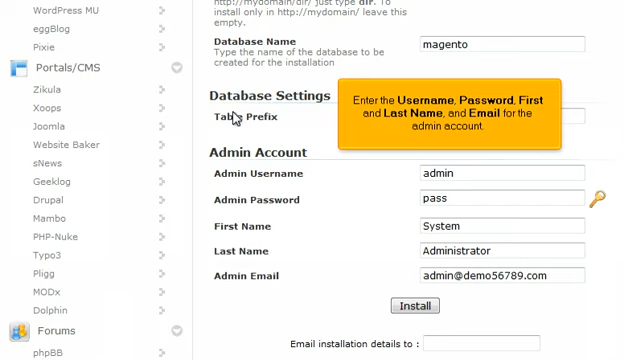 WordPress MU
eggBlog
Pixie
Portals/CMS
Zikula
Xoops
Joomla
Website Baker
sNews
Geeklog
Drupal
Mambo
PHP-Nuke
Typo3
Pligg
MODx
Dolphin
Forums
phpBB
http://mydomain/dir/ just type dir. To
install only in http://mydomain/ leave this
empty.
Database Name
magento
Type the name of the database to be
created for the installation
Database Settings
Table Prefix
Enter the Username, Password, First
and Last Name, and Email for the
admin account.
Admin Account
Admin Username
admin
Admin Password
pass
First Name
System
Last Name
Administrator
Admin Email
admin@demo56789.com
Install
Email installation details to :